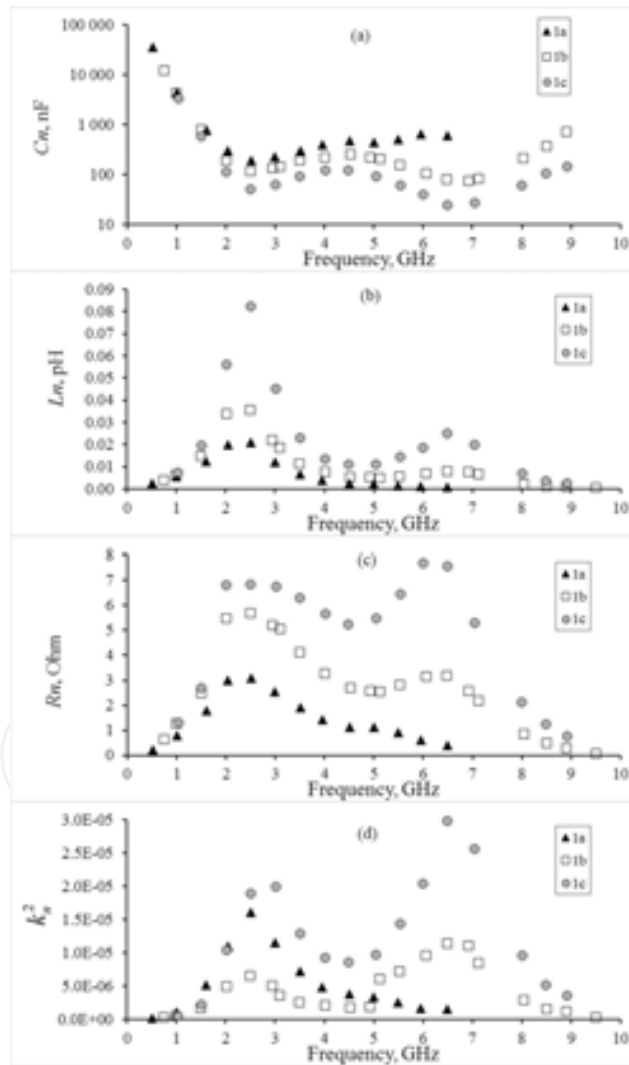 (a)
1a
1b
1c
100 000
10 000
1 000
100
10
Cn, nF
0 1 2 3 4 5 6 7 8 9 10
Frequency, GHz
(b)
1a
1b
1c
0.09
0.08
0.07
0.06
0.05
0.04
0.03
0.02
0.01
0.00
Ln, pH
0 1 2 3 4 5 6 7 8 9 10
Frequency, GHz
(c)
1a
1b
1c
8
7
6
5
4
3
2
1
0
Rn, Ohm
0 1 2 3 4 5 6 7 8 9 10
Frequency, GHz
(d)
1a
1b
1c
3.0E-05
2.5E-05
2.0E-05
1.5E-05
1.0E-05
5.0E-06
0.0E+00
k²n
0 1 2 3 4 5 6 7 8 9 10
Frequency, GHz